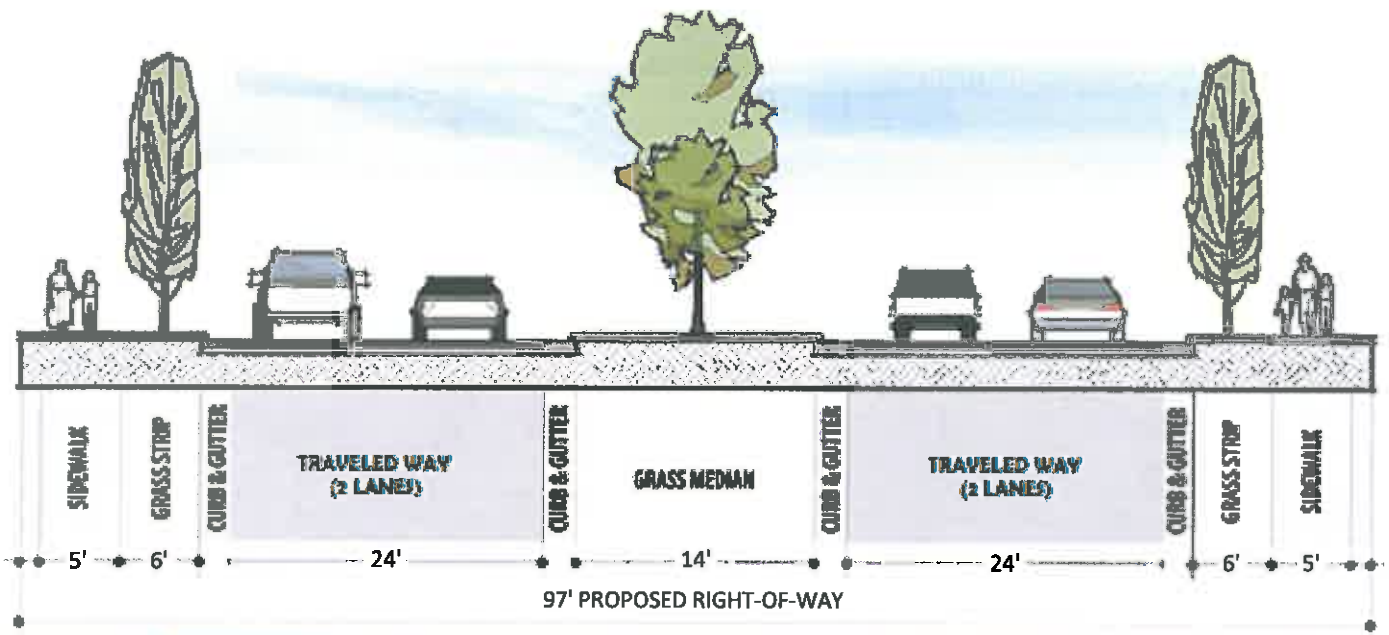 SIDEWALK
GRASS STRIP
CURB & GUTTER
TRAVELED WAY
(2 LANES)
CURB & GUTTER
GRASS MEDIAN
CURB & GUTTER
TRAVELED WAY
(2 LANES)
CURB & GUTTER
GRASS STRIP
SIDEWALK
5' 6' 24' 14' 24' 6' 5'
97' PROPOSED RIGHT-OF-WAY